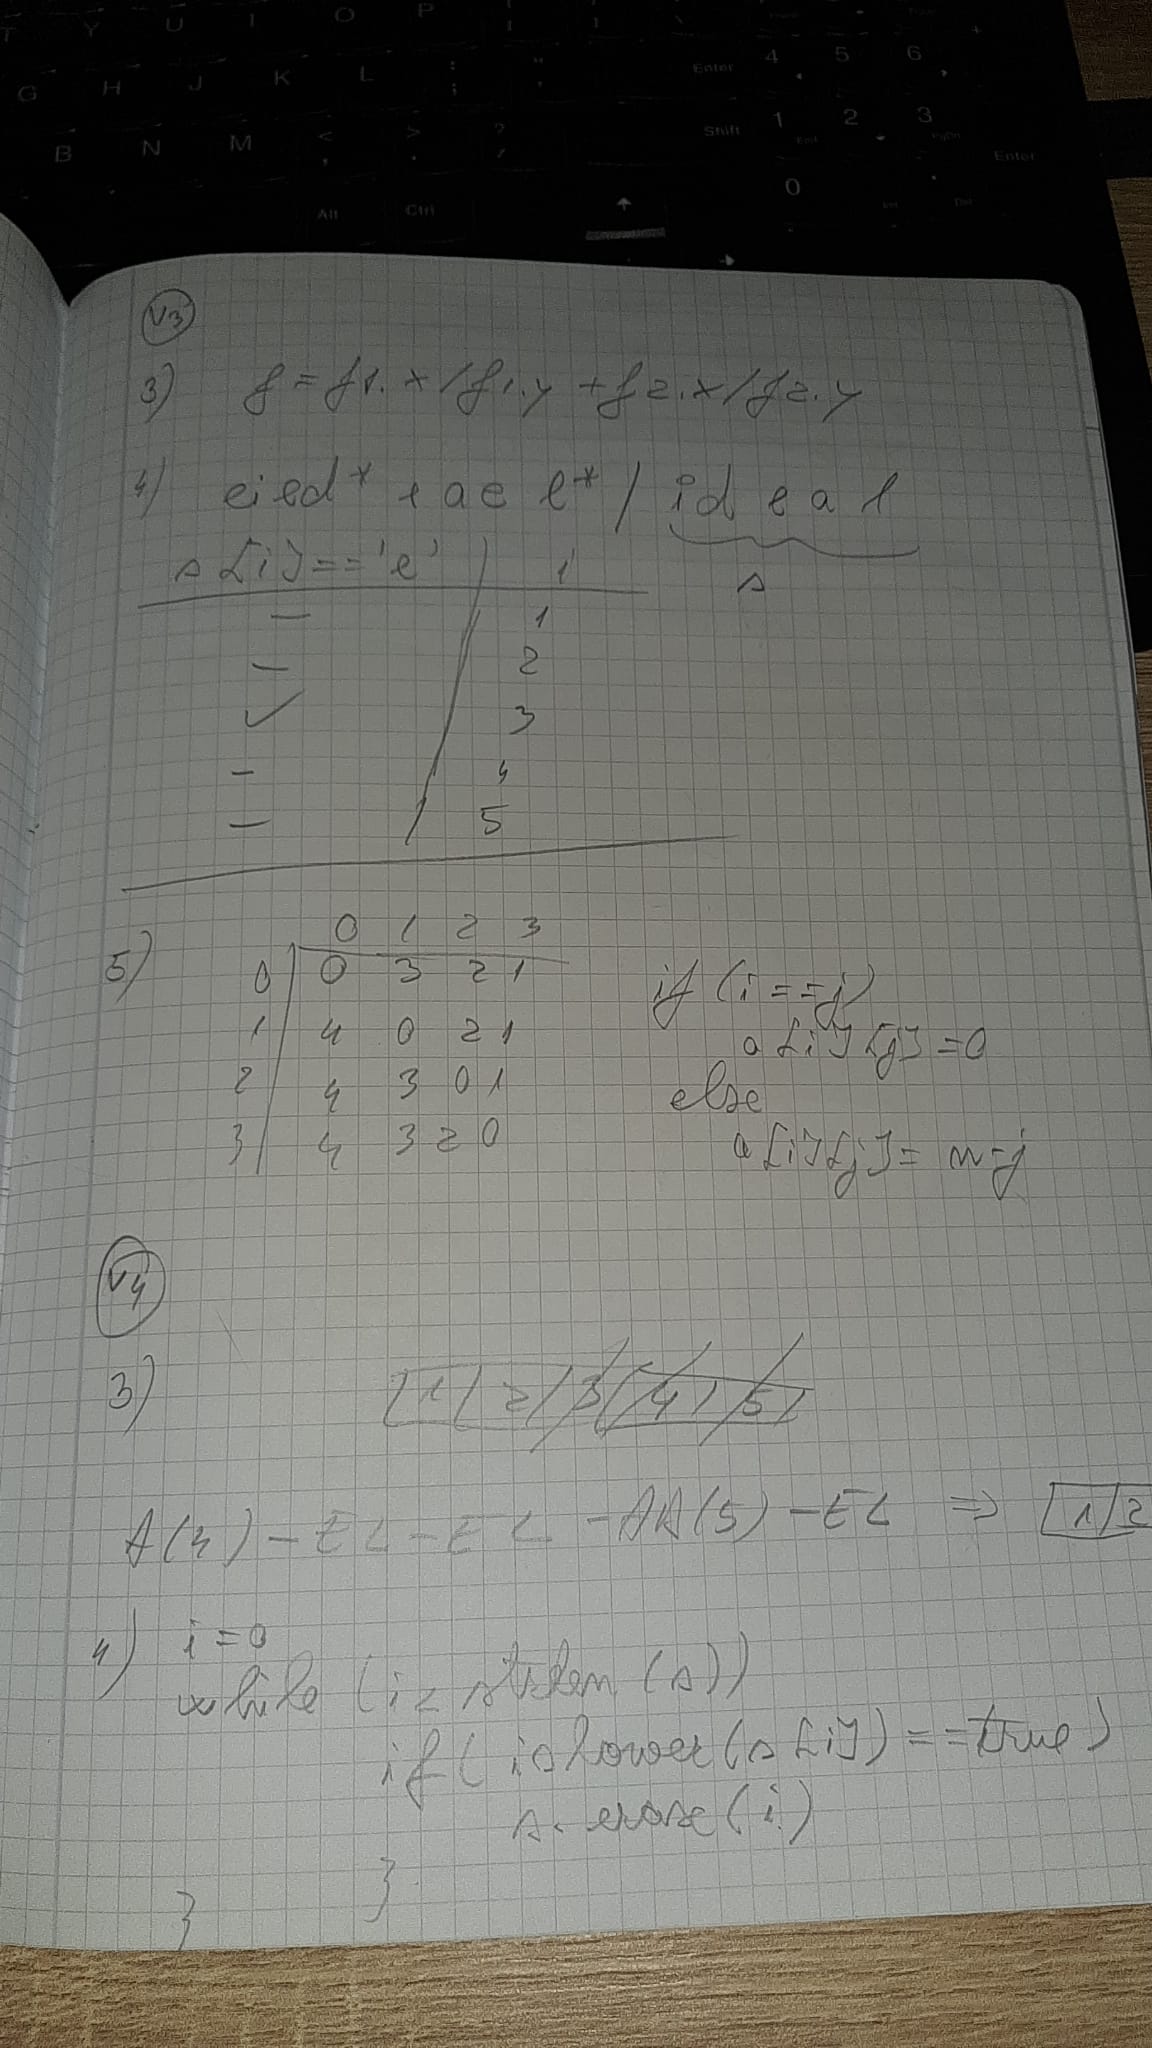 T Y U I O P
G H J K L ; "
B N M < > ?
Alt Ctrl
Enter 4 5 6
Shift 1 2 3
Enter
0
V3
3) f = f1.x/f1.y + f2.x/f2.y
4) eied* eae l* / ideal
s[i]=='e' | i
s
— 1
— 2
✓ 3
— 4
— 5
5) 0 1 2 3
0 | 0 3 2 1
1 | 4 0 2 1
2 | 4 3 0 1
3 | 4 3 2 0
if (i==j)
a[i][j]=0
else
a[i][j]= n-j
V4
3) 1 2 3 4 5
A(4) – EL – EL – AA(5) – EL => 1 2
4) i=0
while (i< strlen (s))
if (islower(s[i]) == true)
s.erase(i)
}
}